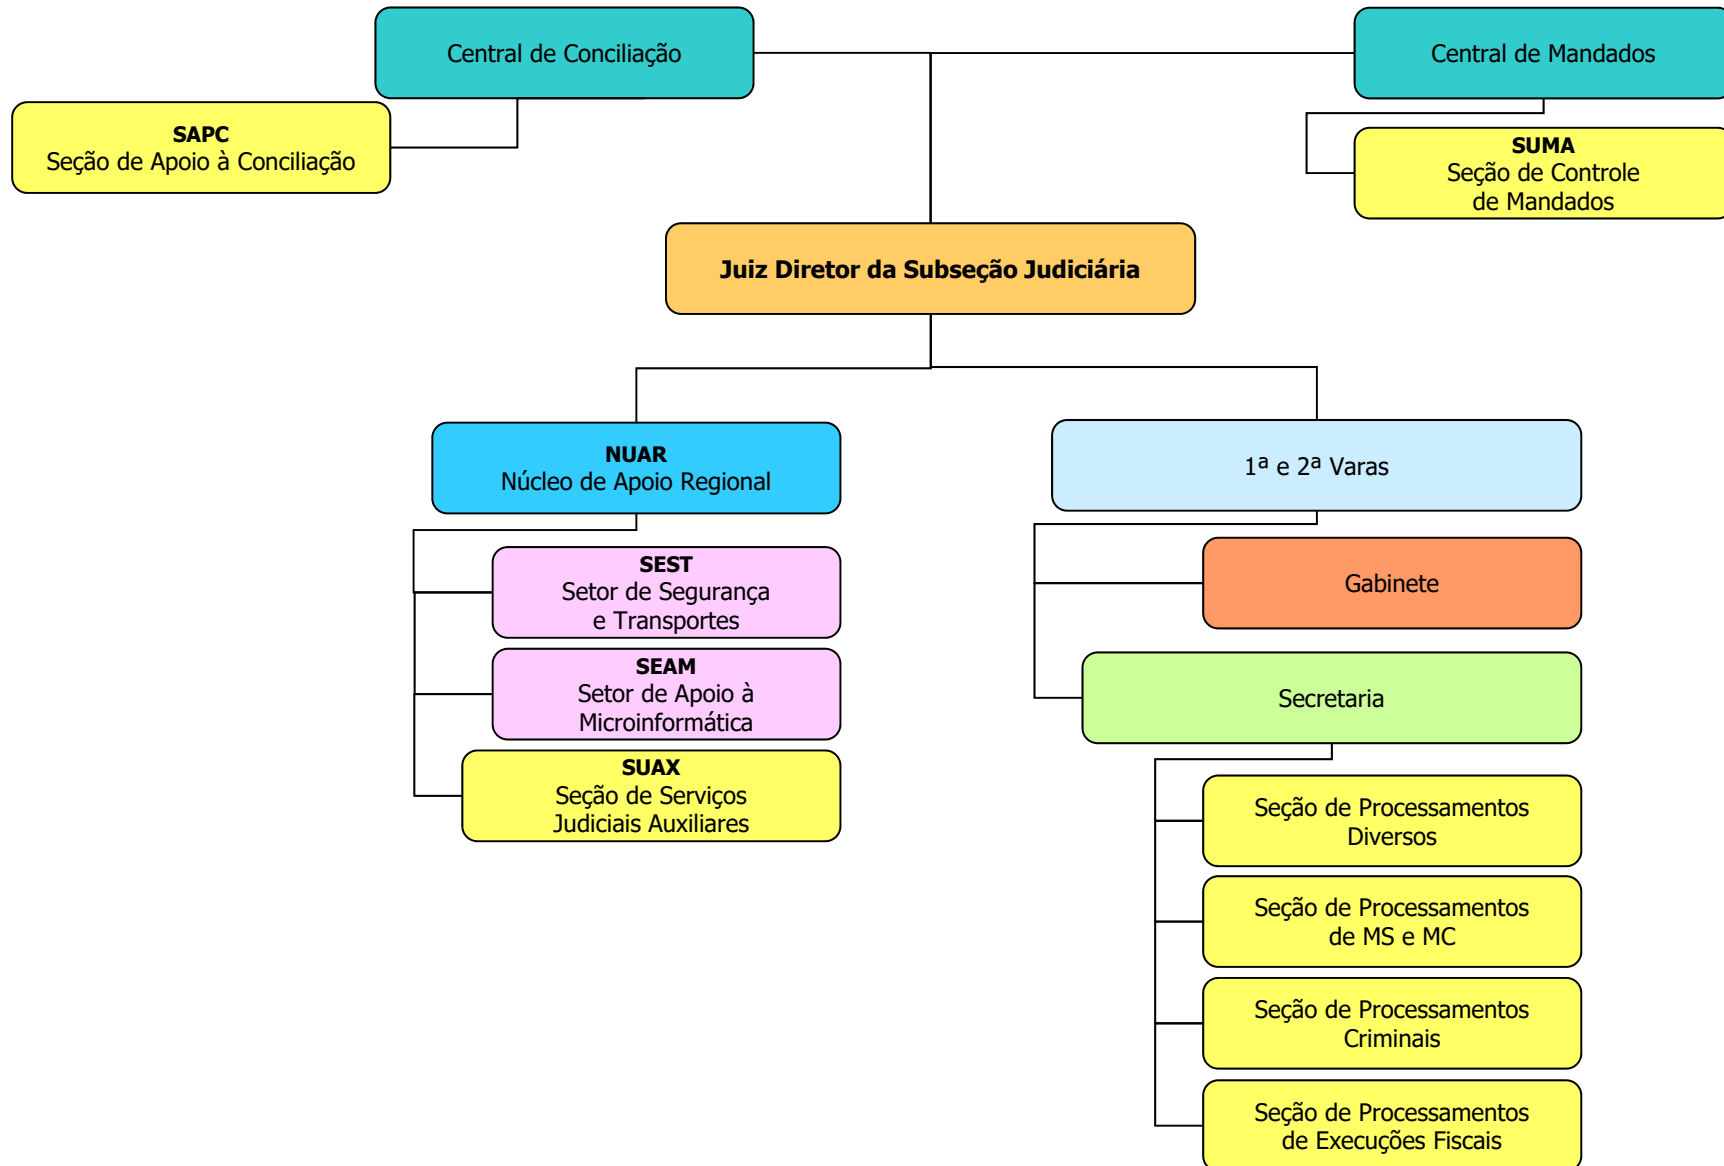 Central de Conciliação
Central de Mandados
SAPC
Seção de Apoio à Conciliação
SUMA
Seção de Controle
de Mandados
Juiz Diretor da Subseção Judiciária
NUAR
Núcleo de Apoio Regional
SEST
Setor de Segurança
e Transportes
SEAM
Setor de Apoio à
Microinformática
SUAX
Seção de Serviços
Judiciais Auxiliares
1ª e 2ª Varas
Gabinete
Secretaria
Seção de Processamentos
Diversos
Seção de Processamentos
de MS e MC
Seção de Processamentos
Criminais
Seção de Processamentos
de Execuções Fiscais